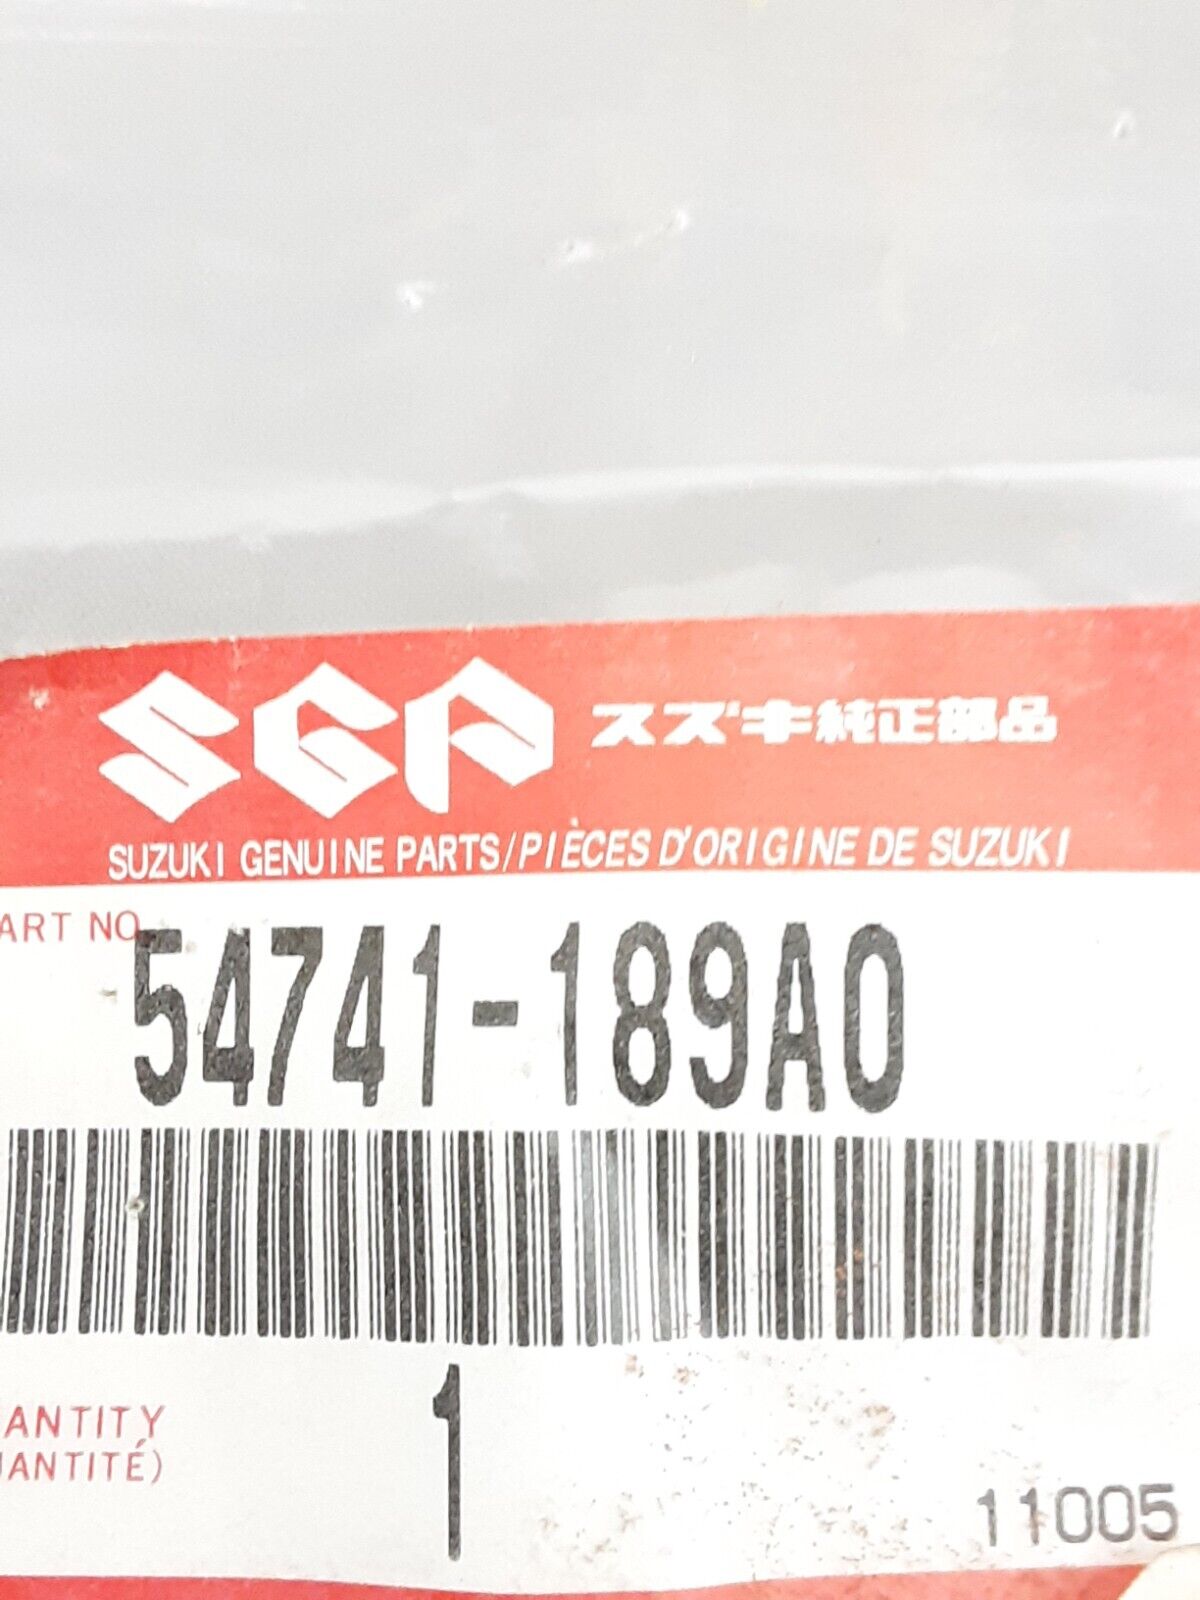 SGP スズキ純正部品
SUZUKI GENUINE PARTS/PIÈCES D'ORIGINE DE SUZUKI
ART NO. 54741-189A0
ANTITY 1
UANTITÉ)
11005